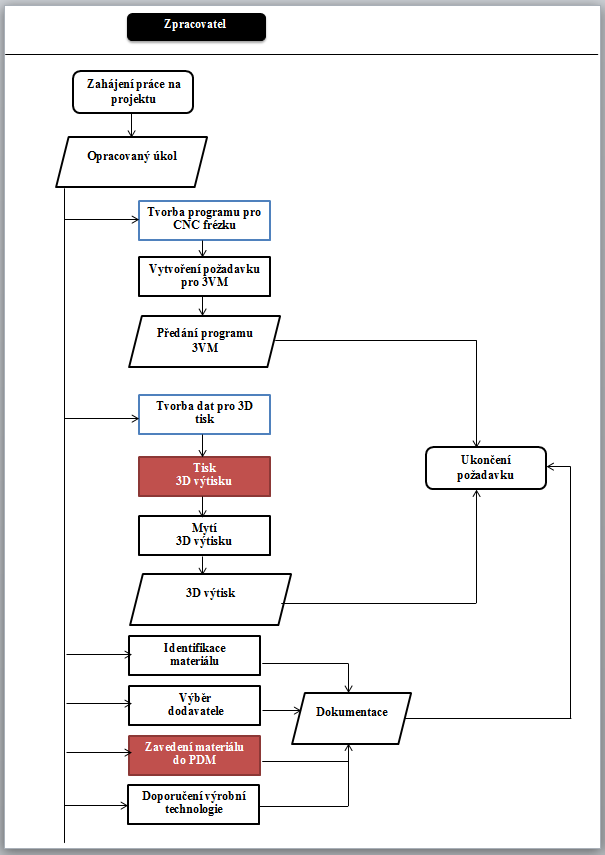 Zpracovatel
Zahájení práce na
projektu
Opracovaný úkol
Tvorba programu pro
CNC frézku
Vytvoření požadavku
pro 3VM
Předání programu
3VM
Tvorba dat pro 3D
tisk
Tisk
3D výtisku
Mytí
3D výtisku
3D výtisk
Ukončení
požadavku
Identifikace
materiálu
Výběr
dodavatele
Dokumentace
Zavedení materiálu
do PDM
Doporučení výrobní
technologie